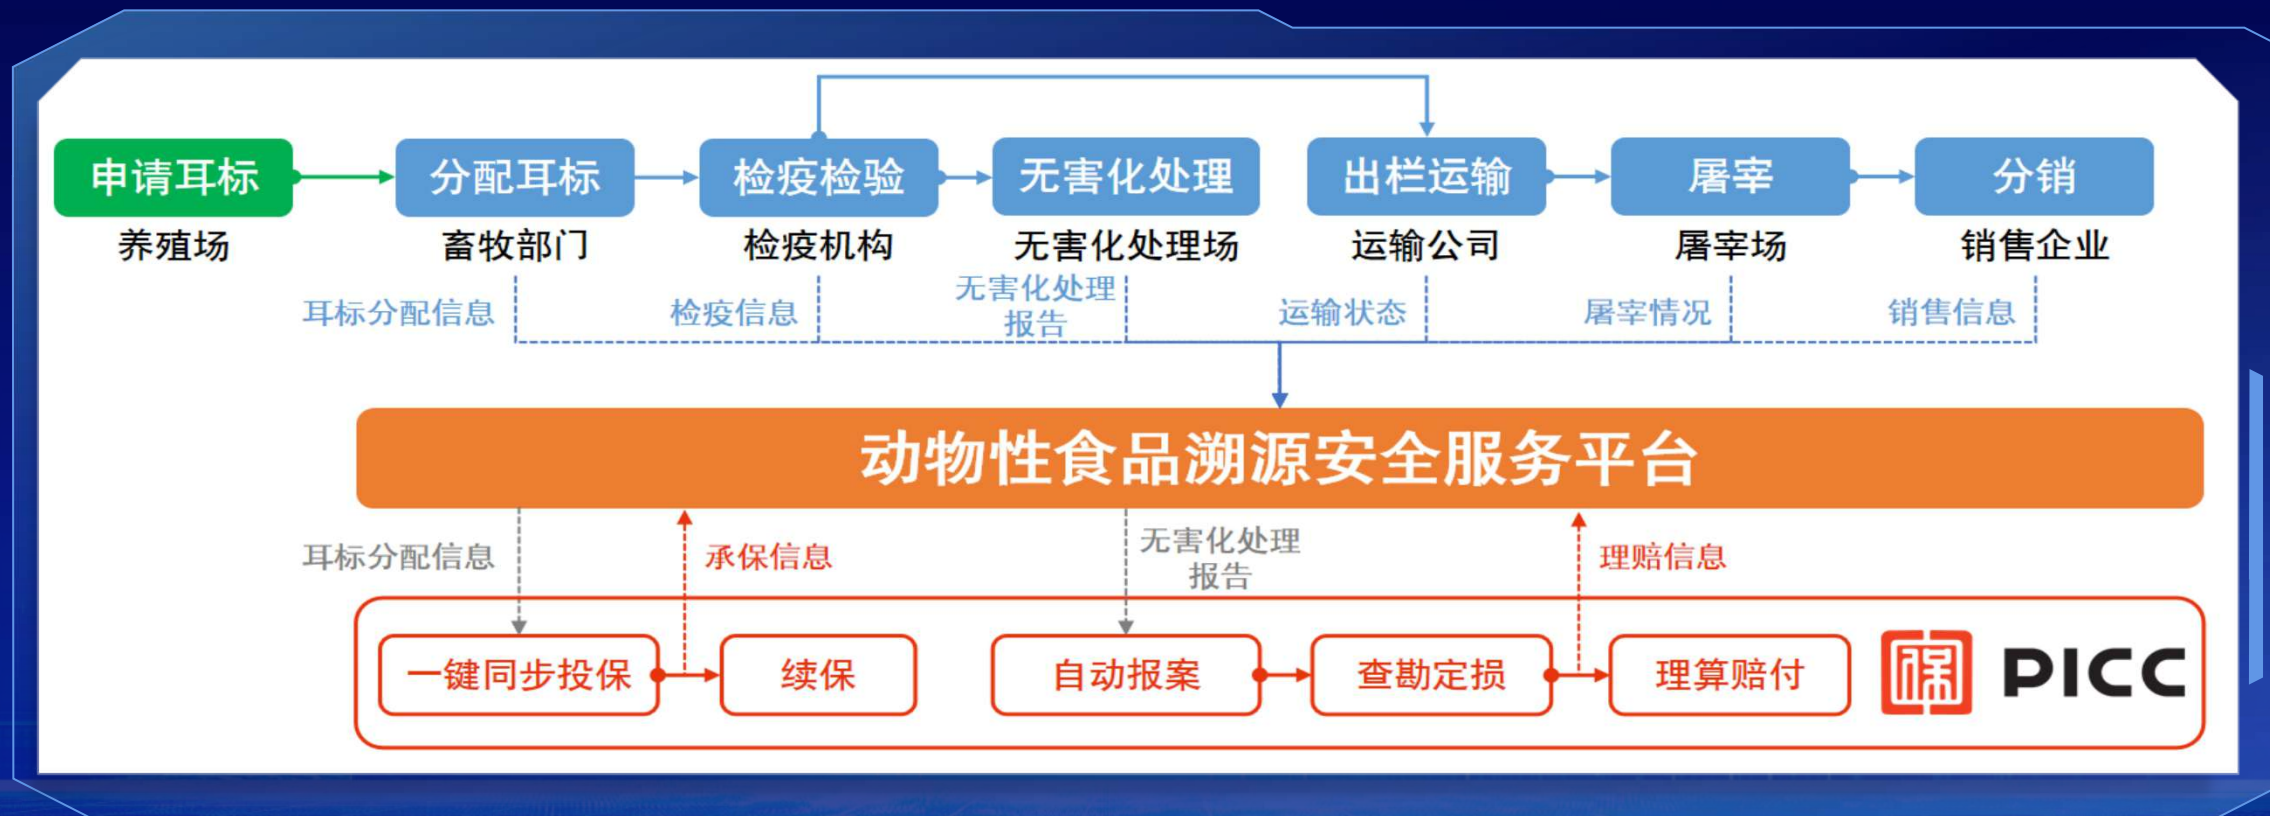 申请耳标
分配耳标
检疫检验
无害化处理
出栏运输
屠宰
分销
养殖场
畜牧部门
检疫机构
无害化处理场
运输公司
屠宰场
销售企业
耳标分配信息
检疫信息
无害化处理
报告
运输状态
屠宰情况
销售信息
动物性食品溯源安全服务平台
耳标分配信息
承保信息
无害化处理
报告
理赔信息
一键同步投保
续保
自动报案
查勘定损
理算赔付
PICC